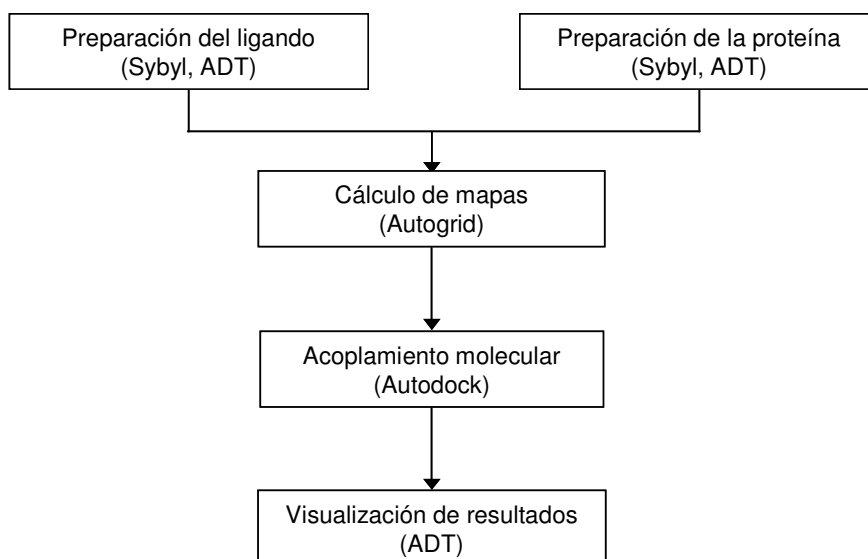 Preparación del ligando
(Sybyl, ADT)
Preparación de la proteína
(Sybyl, ADT)
Cálculo de mapas
(Autogrid)
Acoplamiento molecular
(Autodock)
Visualización de resultados
(ADT)